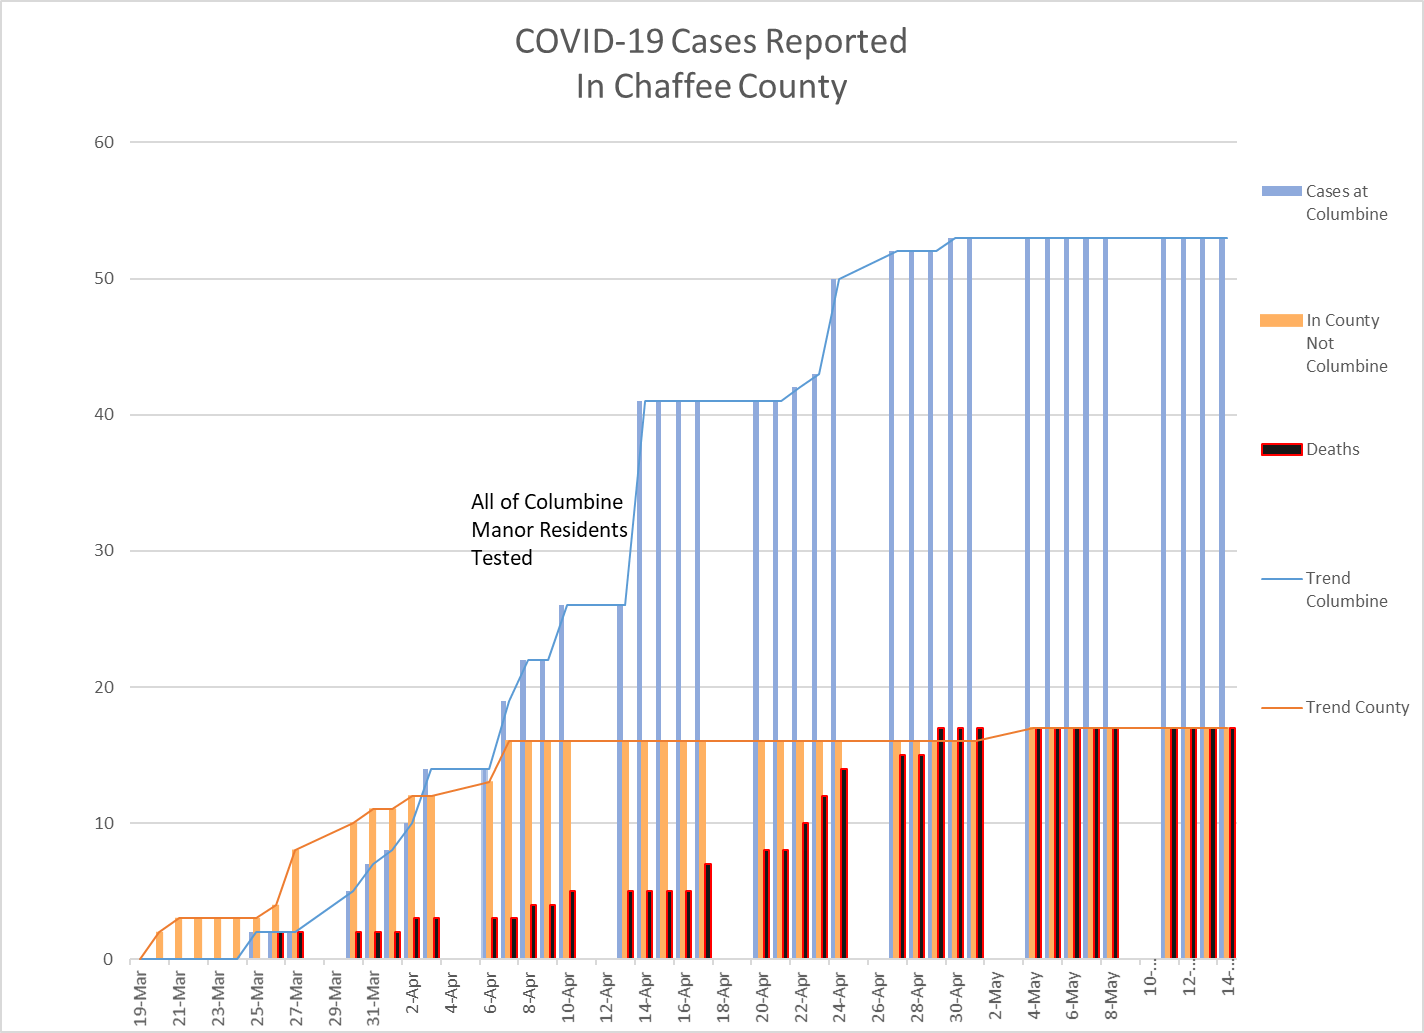 COVID-19 Cases Reported
In Chaffee County
60
50
40
30
20
10
0
All of Columbine
Manor Residents
Tested
19-Mar
21-Mar
23-Mar
25-Mar
27-Mar
29-Mar
31-Mar
2-Apr
4-Apr
6-Apr
8-Apr
10-Apr
12-Apr
14-Apr
16-Apr
18-Apr
20-Apr
22-Apr
24-Apr
26-Apr
28-Apr
30-Apr
2-May
4-May
6-May
8-May
10-...
12-...
14-...
Cases at
Columbine
In County
Not
Columbine
Deaths
Trend
Columbine
Trend County